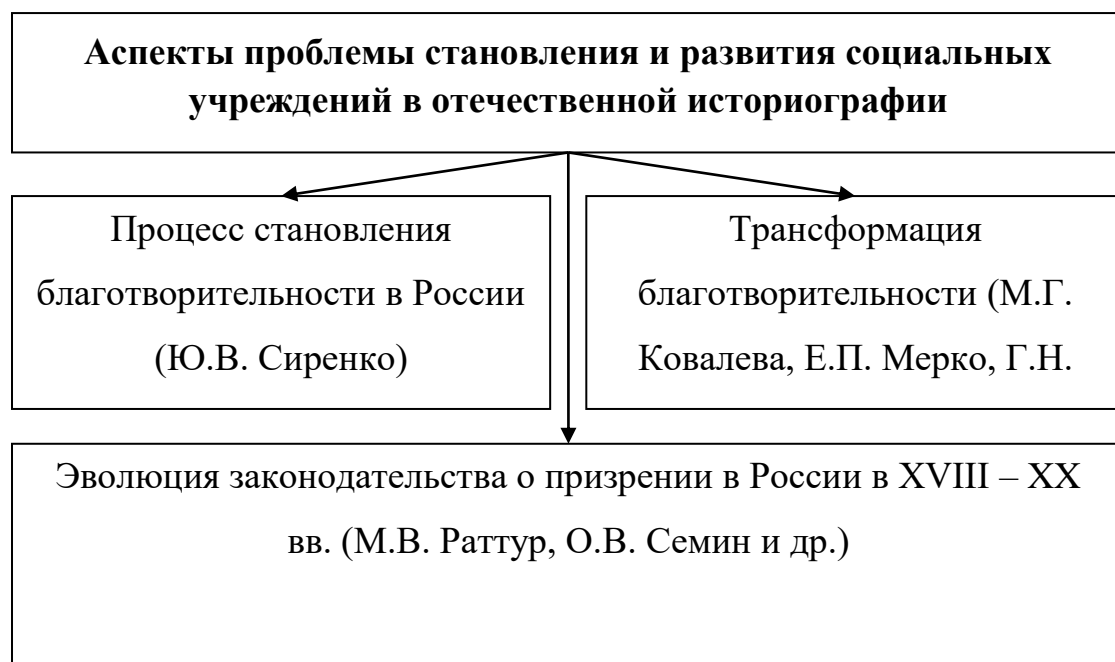 Аспекты проблемы становления и развития социальных
учреждений в отечественной историографии
Процесс становления
благотворительности в России
(Ю.В. Сиренко)
Трансформация
благотворительности (М.Г.
Ковалева, Е.П. Мерко, Г.Н.
Эволюция законодательства о призрении в России в XVIII – XX
вв. (М.В. Раттур, О.В. Семин и др.)